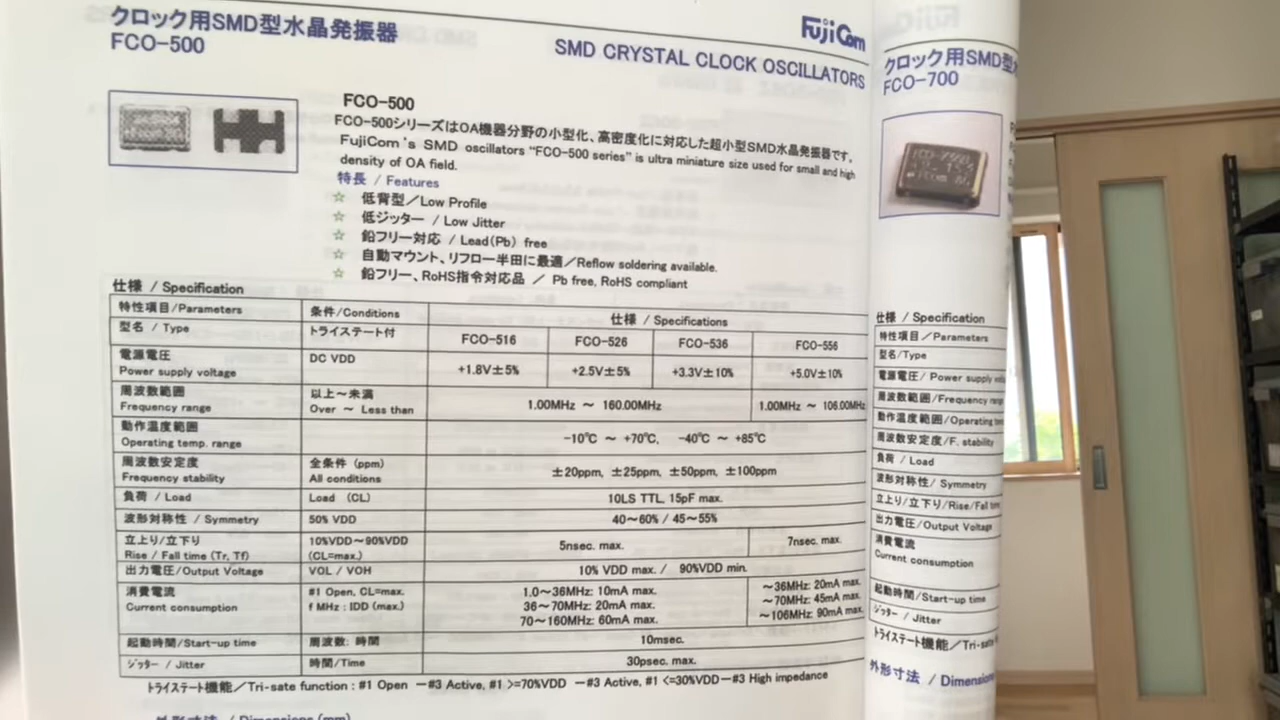 クロック用SMD型水晶発振器
FCO-500
FujiCom
SMD CRYSTAL CLOCK OSCILLATORS
FCO-500
FCO-500シリーズはOA機器分野の小型化、高密度化に対応した超小型SMD水晶発振器です。
FujiCom's SMD oscillators "FCO-500 series" is ultra miniature size used for small and high
density of OA field.
特長 / Features
☆ 低背型/Low Profile
☆ 低ジッター / Low Jitter
☆ 鉛フリー対応 / Lead(Pb) free
☆ 自動マウント、リフロー半田に最適/Reflow soldering available.
☆ 鉛フリー、RoHS指令対応品 / Pb free, RoHS compliant
仕様 / Specification
特性項目/Parameters 条件/Conditions 仕様 / Specifications
型名 / Type トライステート付 FCO-516 FCO-526 FCO-536 FCO-556
電源電圧 DC VDD +1.8V±5% +2.5V±5% +3.3V±10% +5.0V±10%
Power supply voltage
周波数範囲 以上~未満 1.00MHz ~ 160.00MHz 1.00MHz ~ 106.00MHz
Frequency range Over ~ Less than
動作温度範囲 -10℃ ~ +70℃, -40℃ ~ +85℃
Operating temp. range
周波数安定度 全条件 (ppm) ±20ppm, ±25ppm, ±50ppm, ±100ppm
Frequency stability All conditions
負荷 / Load Load (CL) 10LS TTL, 15pF max.
波形対称性 / Symmetry 50% VDD 40~60% / 45~55%
立上り/立下り 10%VDD~90%VDD 5nsec. max. 7nsec. max.
Rise / Fall time (Tr, Tf) (CL=max.)
出力電圧/Output Voltage VOL / VOH 10% VDD max. / 90%VDD min.
消費電流 #1 Open, CL=max. 1.0~36MHz: 10mA max. ~36MHz: 20mA max.
Current consumption f MHz : IDD (max.) 36~70MHz: 20mA max. ~70MHz: 45mA max.
70~160MHz: 60mA max. ~106MHz: 90mA max.
起動時間/Start-up time 周波数: 時間 10msec.
ジッター / Jitter 時間/Time 30psec. max.
トライステート機能/Tri-sate function : #1 Open ー#3 Active, #1 >=70%VDD ー#3 Active, #1 <=30%VDDー#3 High impedance
外形寸法 / Dimensions (mm)
クロック用SMD型水
FCO-700
仕様 / Specification
特性項目/Parameters
型名/Type
電源電圧/ Power supply
周波数範囲/Frequency
動作温度範囲/Operating
周波数安定度/F. stability
負荷 / Load
波形対称性/ Symmetry
立上り/立下り/Rise/Fall
出力電圧/Output Voltage
消費電流
Current consumption
起動時間/Start-up time
ジッター / Jitter
トライステート機能/Tri-sate
外形寸法 / Dimensions